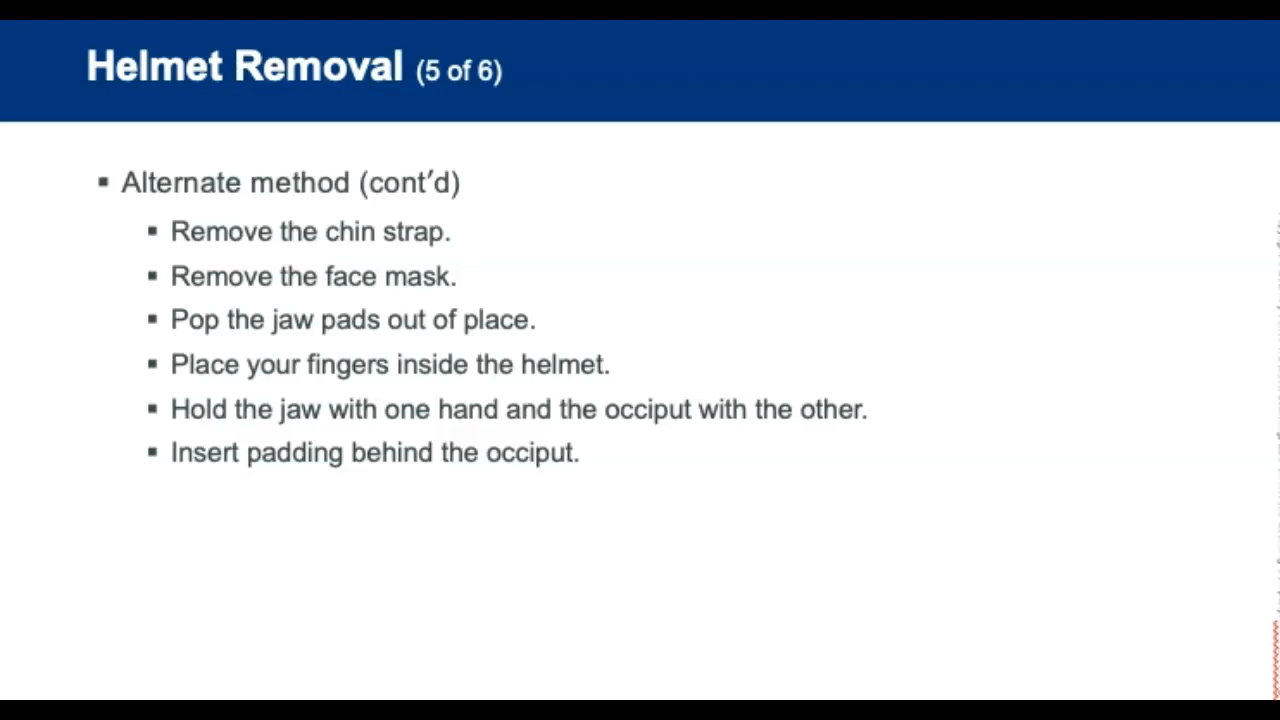 Helmet Removal (5 of 6)
▪ Alternate method (cont’d)
▪ Remove the chin strap.
▪ Remove the face mask.
▪ Pop the jaw pads out of place.
▪ Place your fingers inside the helmet.
▪ Hold the jaw with one hand and the occiput with the other.
▪ Insert padding behind the occiput.